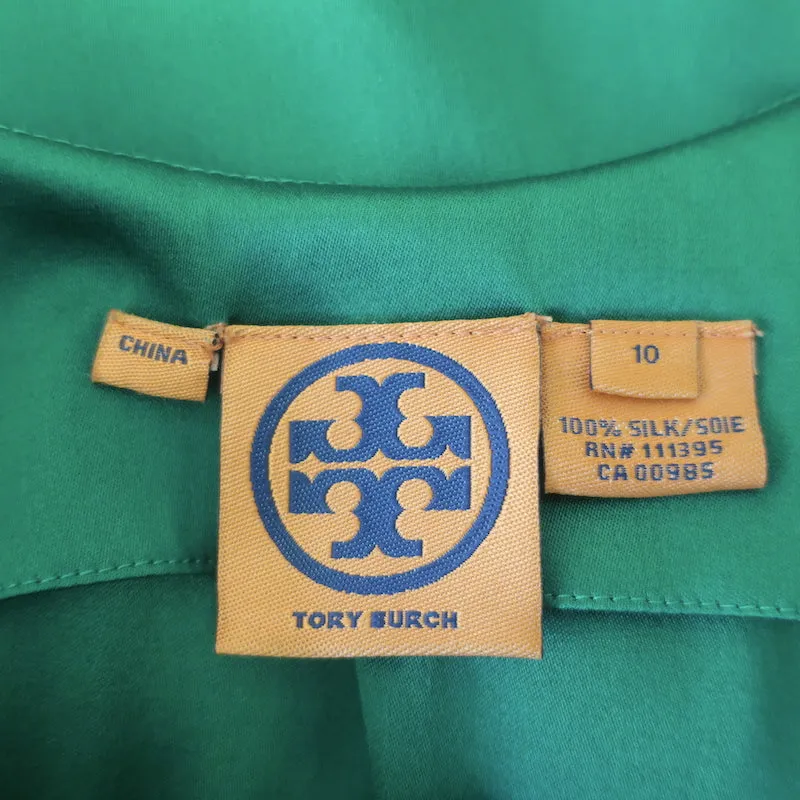 CHINA
TORY BURCH
10
100% SILK/SOIE
RN# 111395
CA 00985